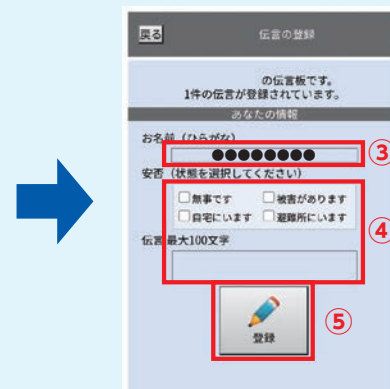 戻る
伝言の登録
の伝言板です。
1件の伝言が登録されています。
あなたの情報
お名前（ひらがな）
●●●●●●●●
③
安否（状態を選択してください）
□無事です □被害があります
□自宅にいます □避難所にいます
④
伝言 最大100文字
登録
⑤